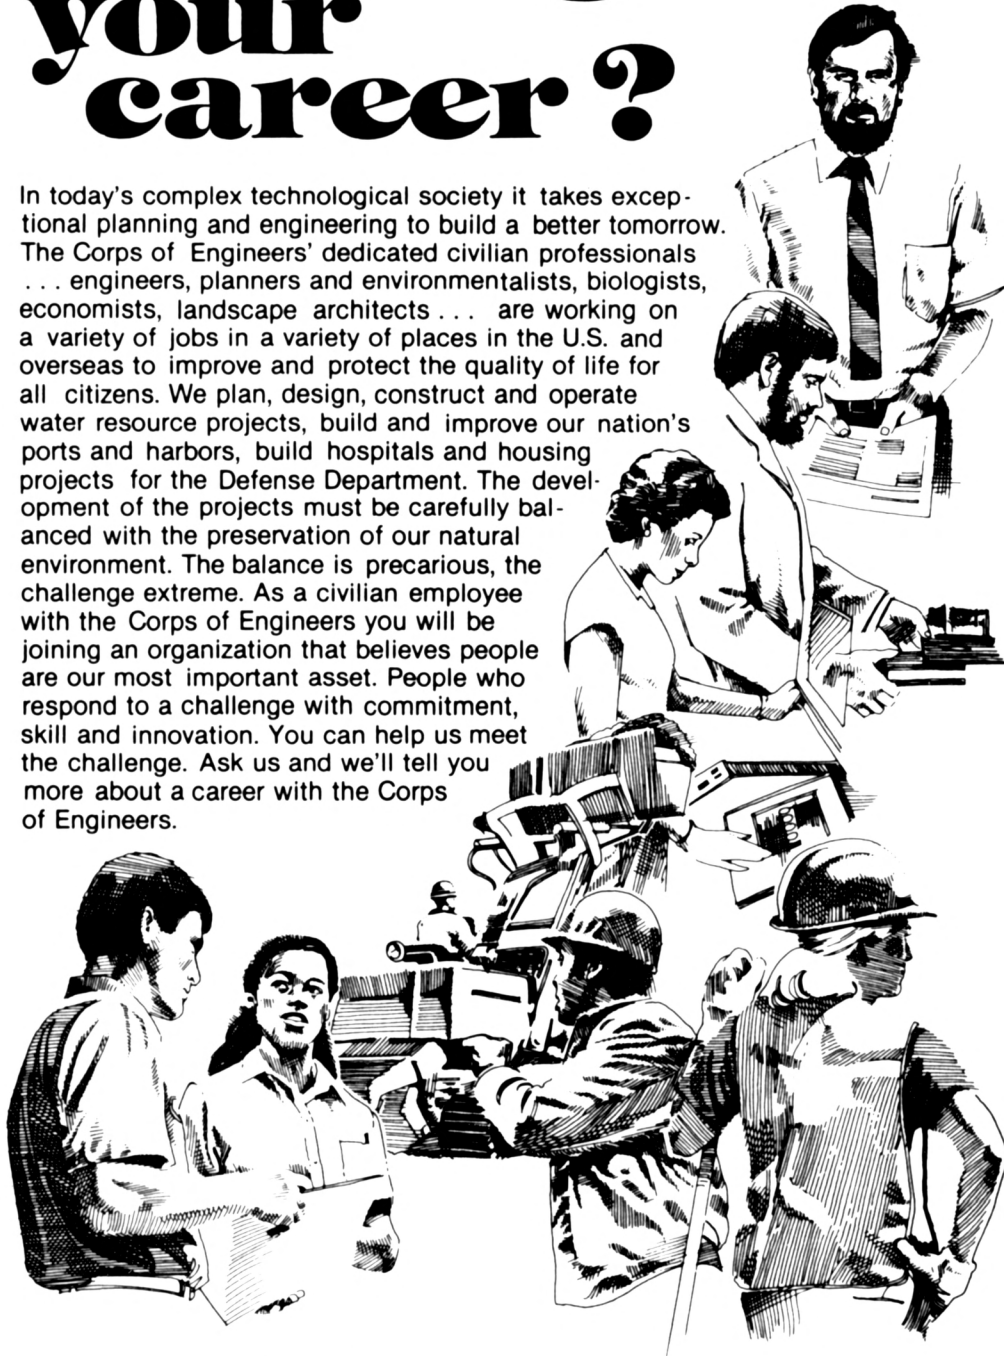 your
career?
In today's complex technological society it takes excep-
tional planning and engineering to build a better tomorrow.
The Corps of Engineers' dedicated civilian professionals
... engineers, planners and environmentalists, biologists,
economists, landscape architects ... are working on
a variety of jobs in a variety of places in the U.S. and
overseas to improve and protect the quality of life for
all citizens. We plan, design, construct and operate
water resource projects, build and improve our nation's
ports and harbors, build hospitals and housing
projects for the Defense Department. The devel-
opment of the projects must be carefully bal-
anced with the preservation of our natural
environment. The balance is precarious, the
challenge extreme. As a civilian employee
with the Corps of Engineers you will be
joining an organization that believes people
are our most important asset. People who
respond to a challenge with commitment,
skill and innovation. You can help us meet
the challenge. Ask us and we'll tell you
more about a career with the Corps
of Engineers.